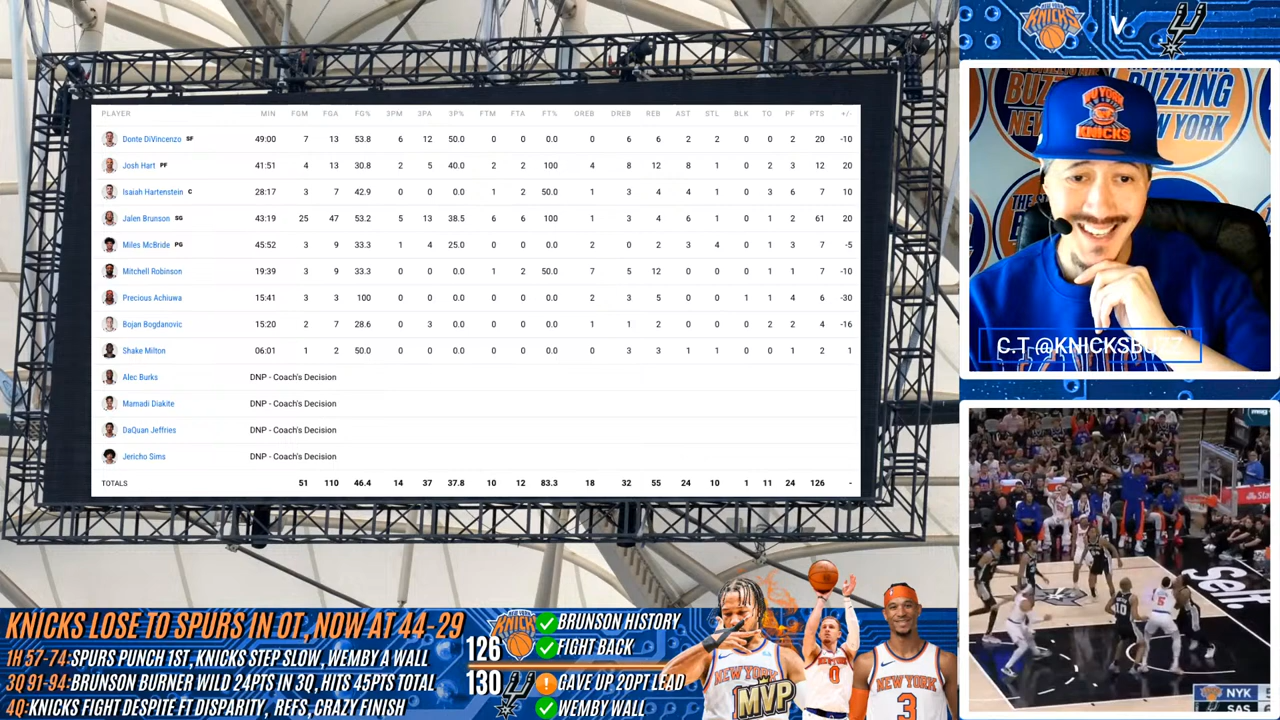 KNICKS V
PLAYER MIN FGM FGA FG% 3PM 3PA 3P% FTM FTA FT% OREB DREB REB AST STL BLK TO PF PTS +/-
Donte DiVincenzo SF 49:00 7 13 53.8 6 12 50.0 0 0 0.0 0 6 6 2 2 0 0 2 20 -10
Josh Hart PF 41:51 4 13 30.8 2 5 40.0 2 2 100 4 8 12 8 1 0 2 3 12 20
Isaiah Hartenstein C 28:17 3 7 42.9 0 0 0.0 1 2 50.0 1 3 4 4 1 0 3 6 7 10
Jalen Brunson SG 43:19 25 47 53.2 5 13 38.5 6 6 100 1 3 4 6 1 0 1 2 61 20
Miles McBride PG 45:52 3 9 33.3 1 4 25.0 0 0 0.0 2 0 2 3 4 0 1 3 7 -5
Mitchell Robinson 19:39 3 9 33.3 0 0 0.0 1 2 50.0 7 5 12 0 0 0 1 1 7 -10
Precious Achiuwa 15:41 3 3 100 0 0 0.0 0 0 0.0 2 3 5 0 0 1 1 4 6 -30
Bojan Bogdanovic 15:20 2 7 28.6 0 3 0.0 0 0 0.0 1 1 2 0 0 0 2 2 4 -16
Shake Milton 06:01 1 2 50.0 0 0 0.0 0 0 0.0 0 3 3 1 1 0 0 1 2 1
Alec Burks DNP - Coach's Decision
Mamadi Diakite DNP - Coach's Decision
DaQuan Jeffries DNP - Coach's Decision
Jericho Sims DNP - Coach's Decision
TOTALS 51 110 46.4 14 37 37.8 10 12 83.3 18 32 55 24 10 1 11 24 126 -
BUZZING
NEW YORK
NEW YORK
KNICKS
C.T @KNICKSBUZZ
Self.
10
5
NYK
SAS
KNICKS LOSE TO SPURS IN OT, NOW AT 44-29
1H 57-74: SPURS PUNCH 1ST, KNICKS STEP SLOW, WEMBY A WALL
3Q 91-94: BRUNSON BURNER WILD 24PTS IN 3Q, HITS 45PTS TOTAL
4Q: KNICKS FIGHT DESPITE FT DISPARITY, REFS, CRAZY FINISH
KNICKS
126
130
BRUNSON HISTORY
FIGHT BACK
GAVE UP 20PT LEAD
WEMBY WALL
NEW YORK
MVP
NEW YORK
0
NEW YORK
3